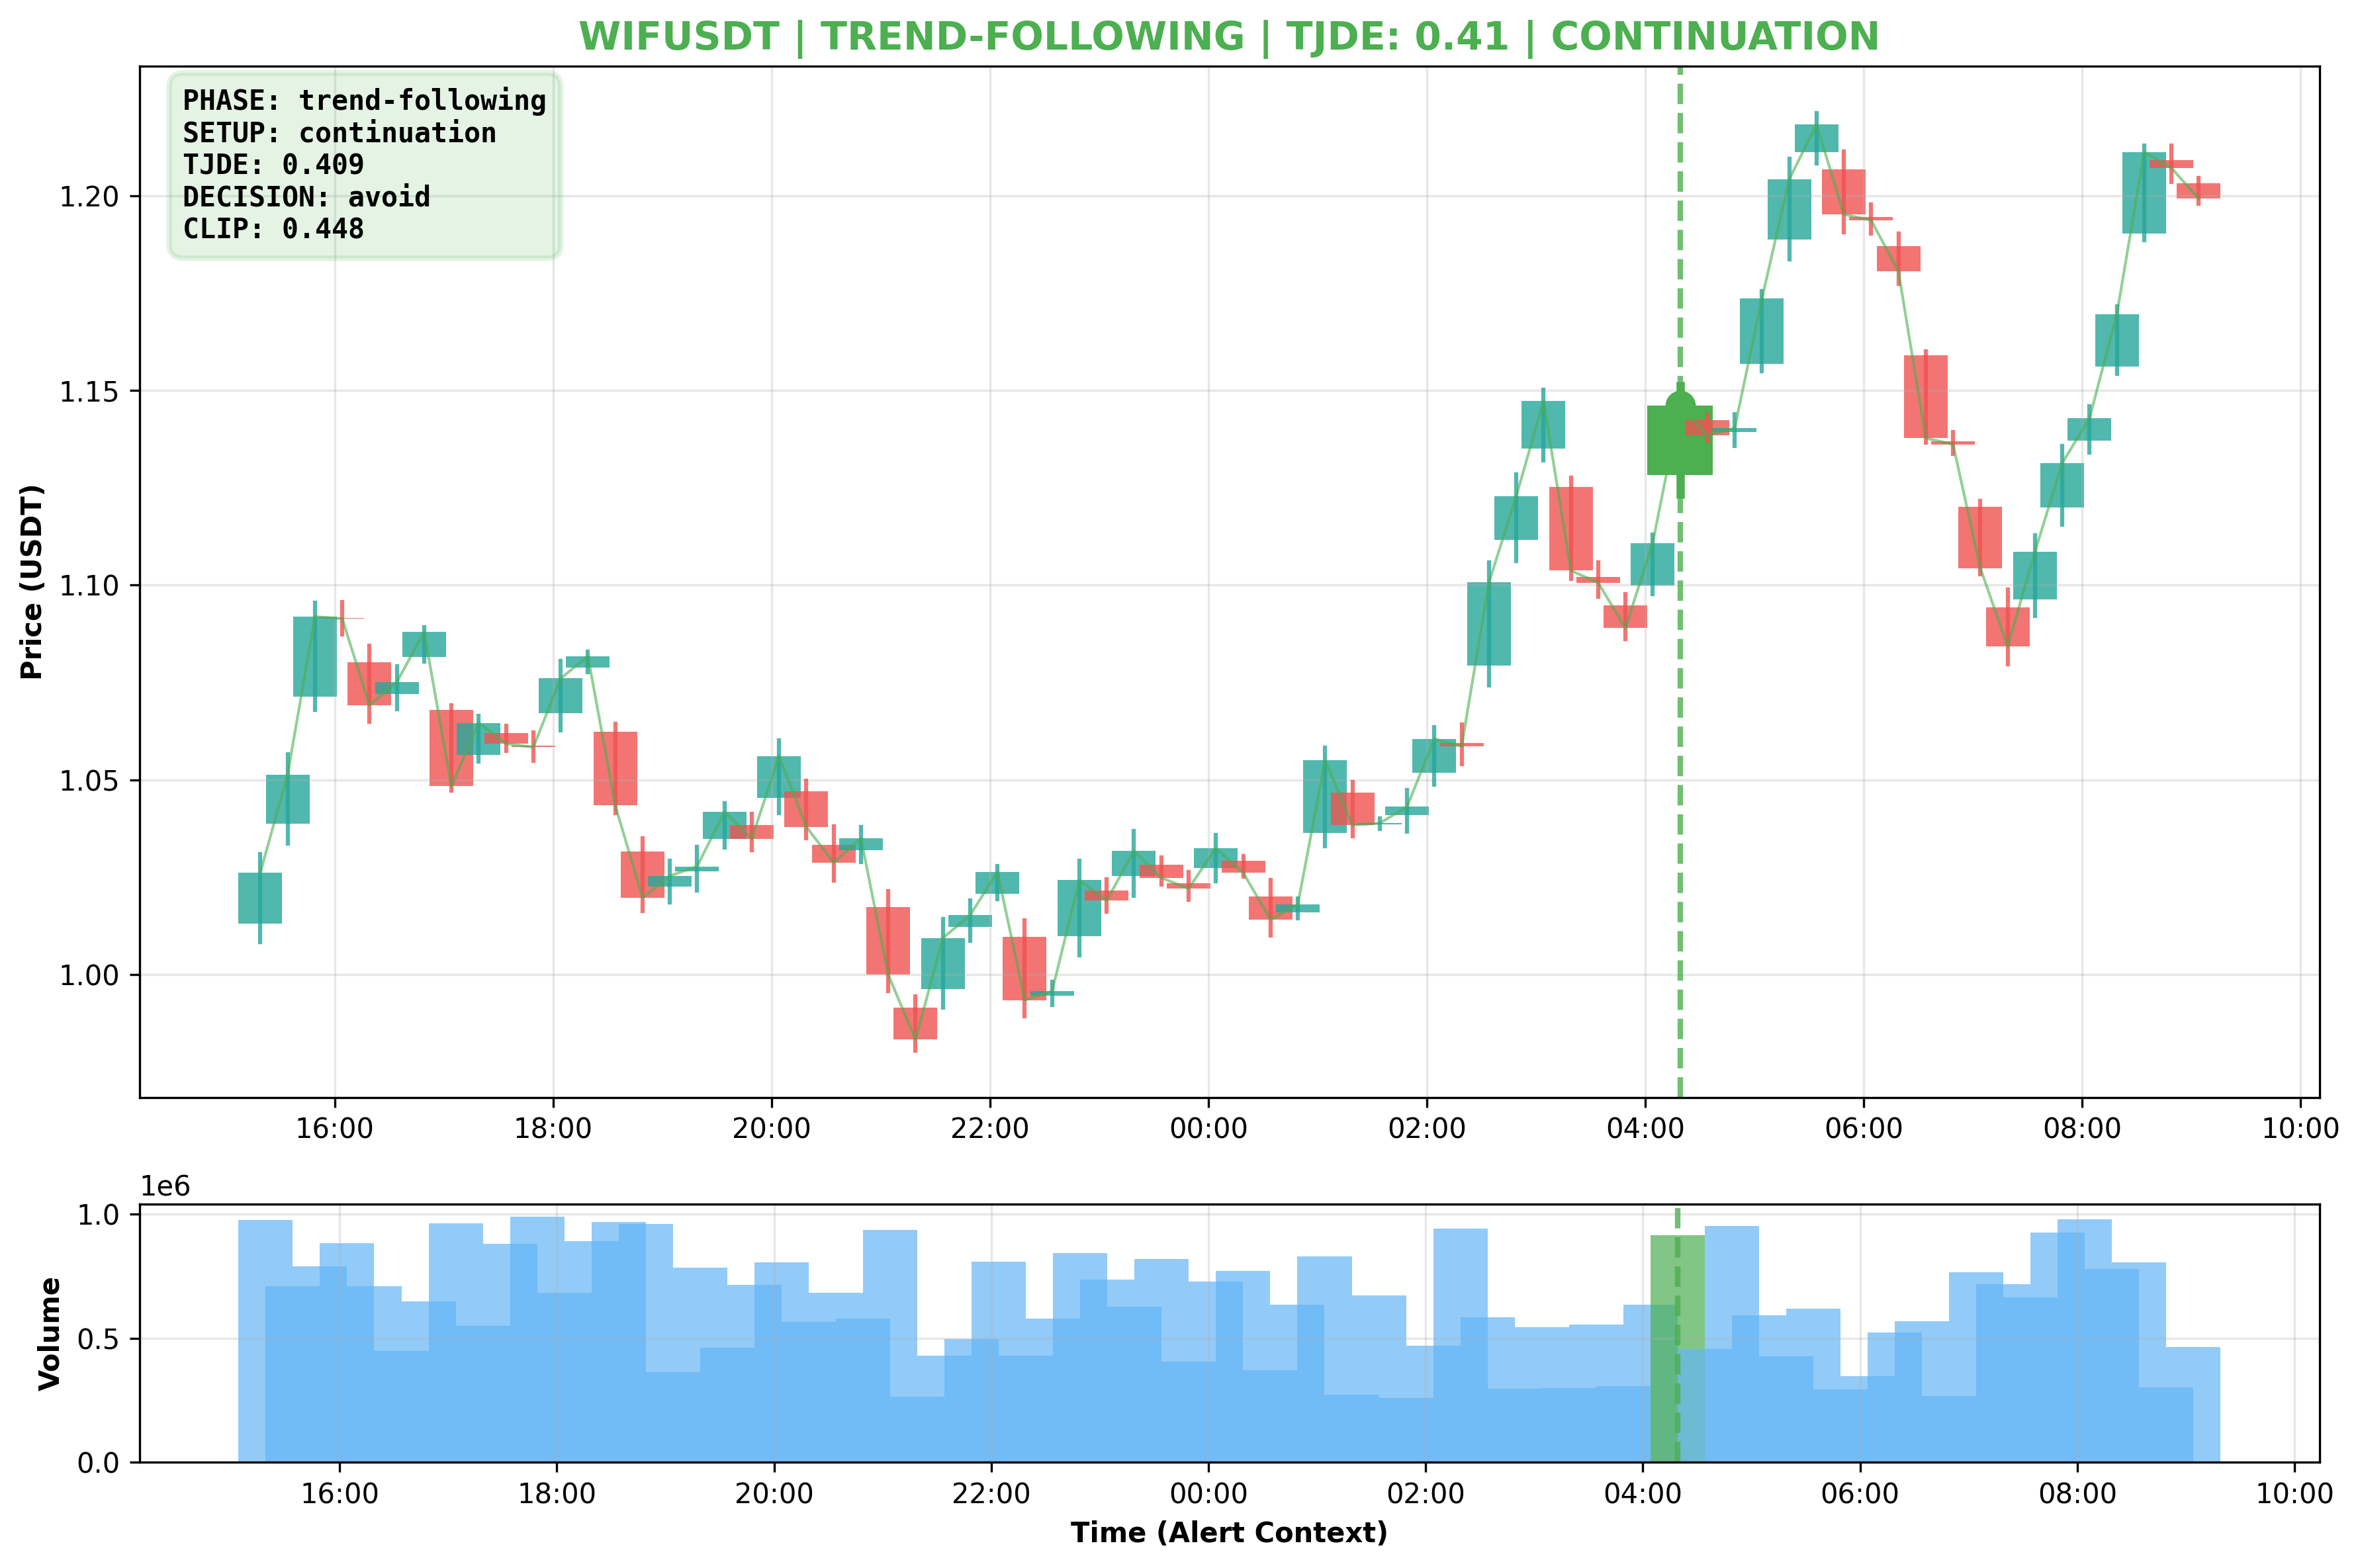 WIFUSDT | TREND-FOLLOWING | TJDE: 0.41 | CONTINUATION
PHASE: trend-following
SETUP: continuation
TJDE: 0.409
DECISION: avoid
CLIP: 0.448
Price (USDT)
1.20
1.15
1.10
1.05
1.00
16:00 18:00 20:00 22:00 00:00 02:00 04:00 06:00 08:00 10:00
1e6
Volume
1.0
0.5
0.0
16:00 18:00 20:00 22:00 00:00 02:00 04:00 06:00 08:00 10:00
Time (Alert Context)